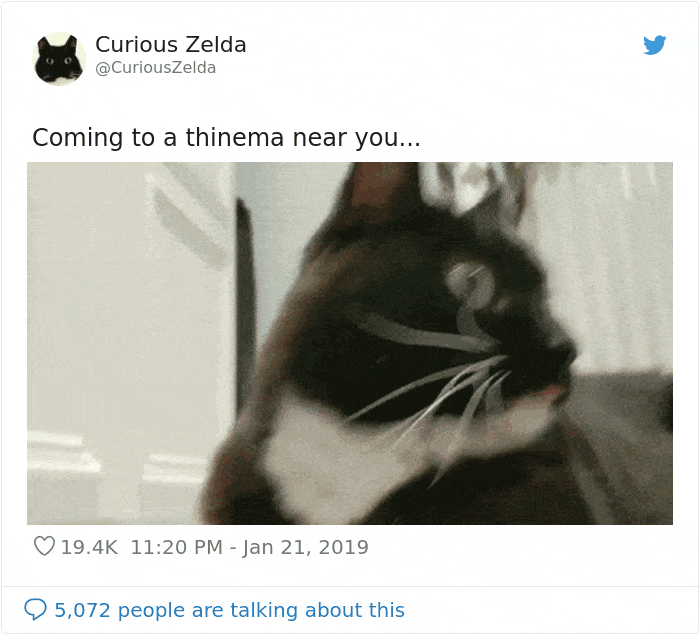 Curious Zelda
@CuriousZelda
Coming to a thinema near you...
19.4K 11:20 PM - Jan 21, 2019
5,072 people are talking about this